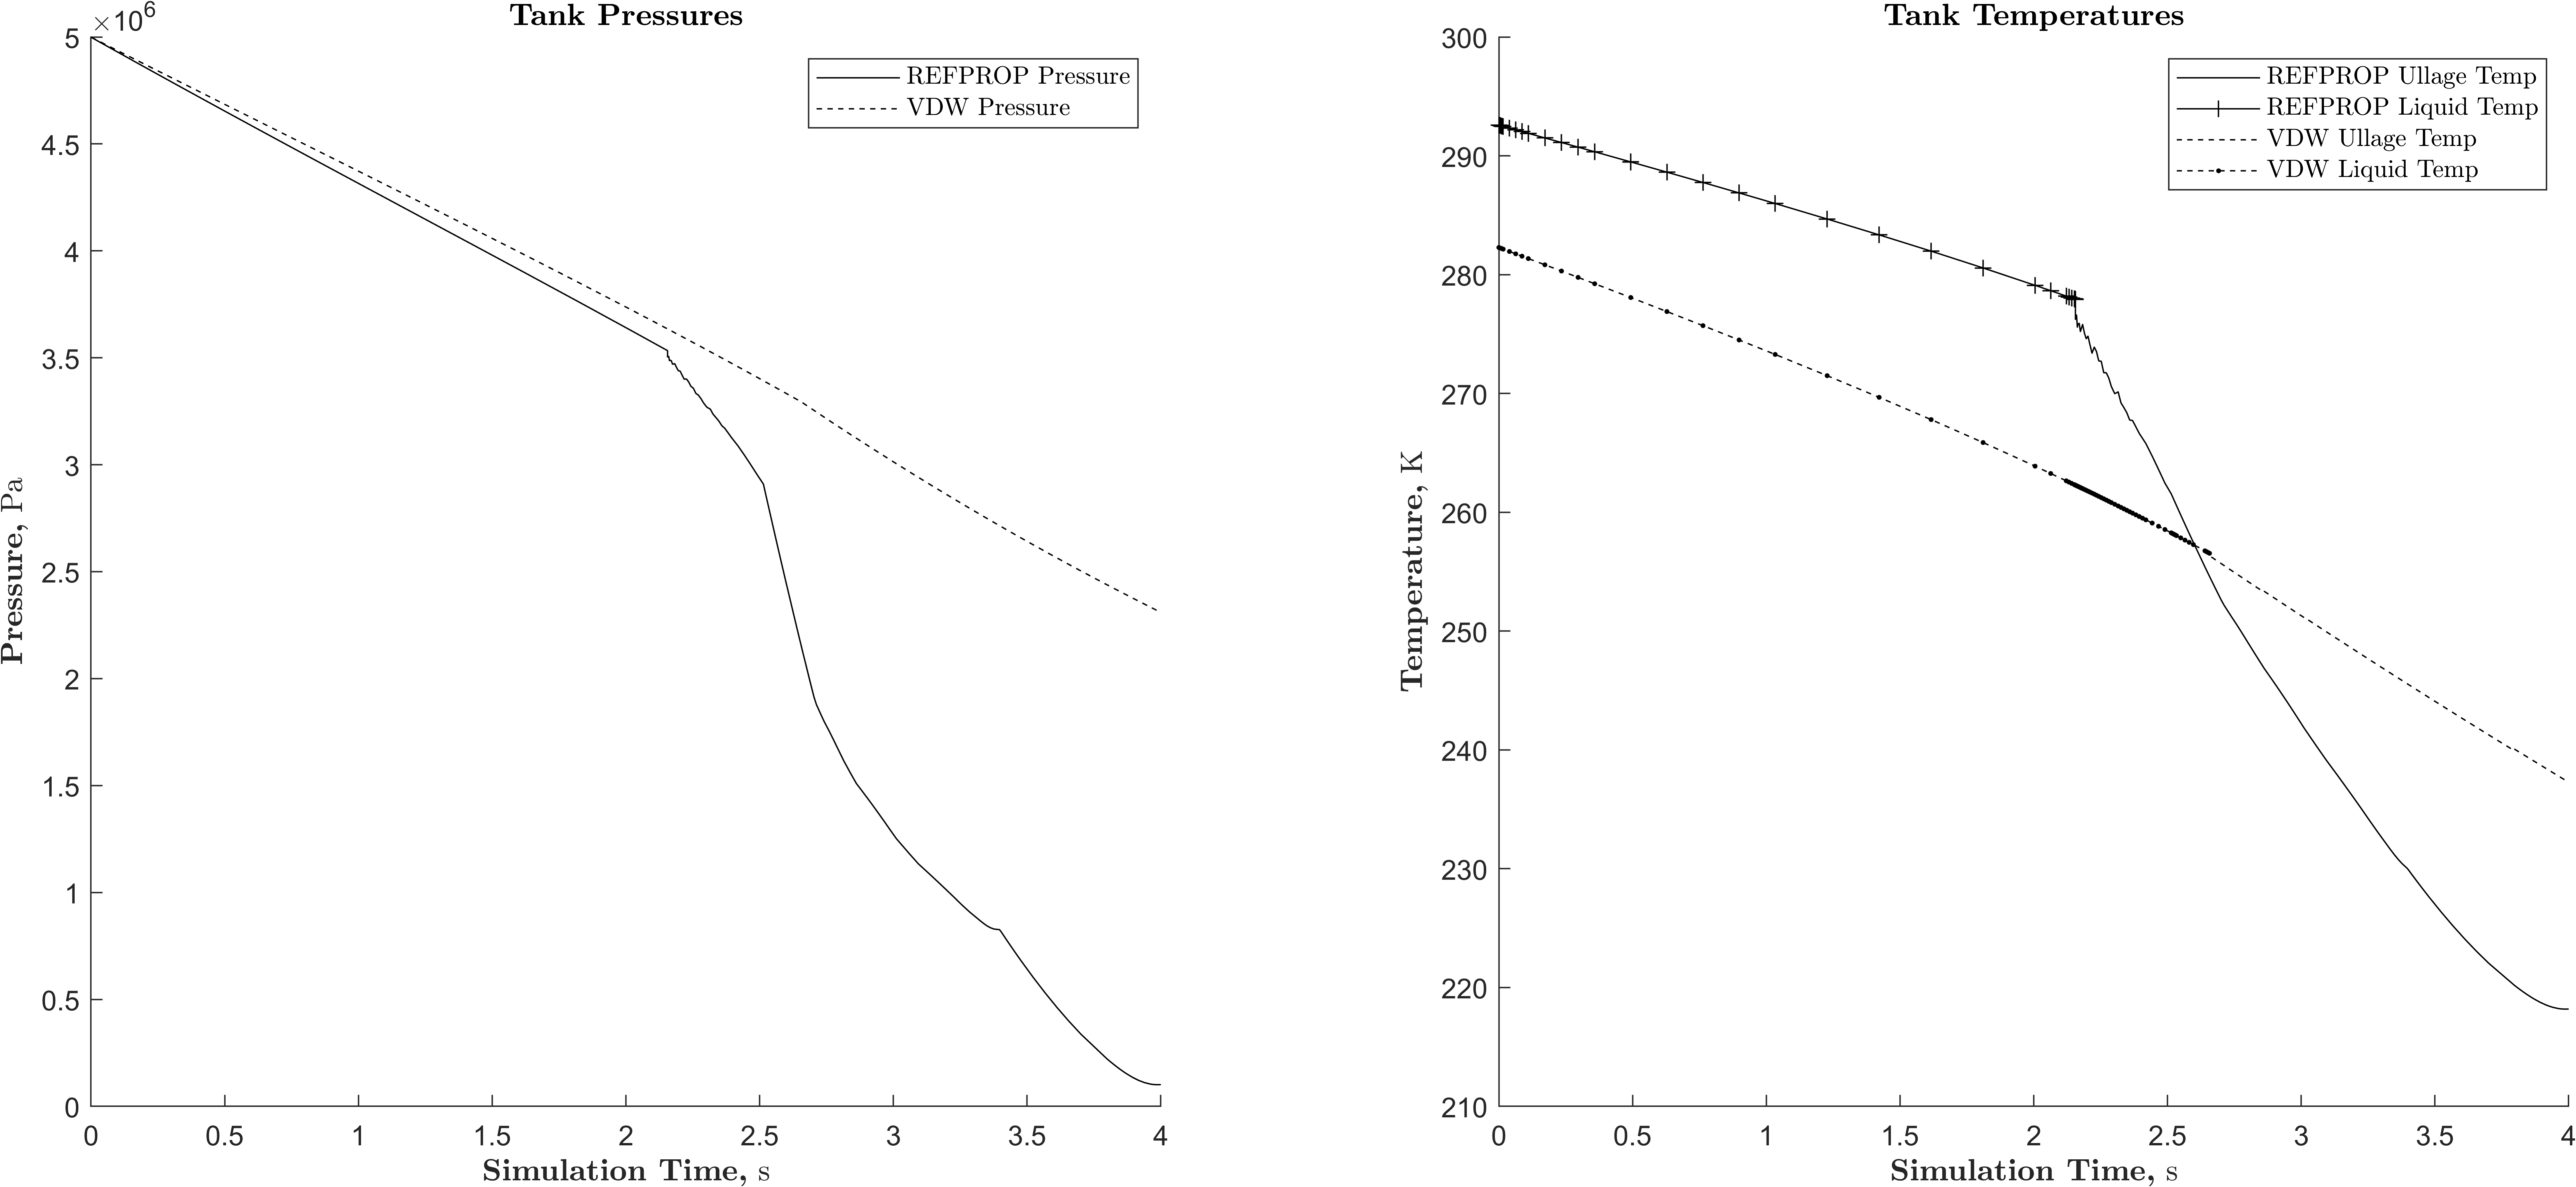 Tank Pressures
×10⁶
5
4.5
4
3.5
3
2.5
2
1.5
1
0.5
0
Pressure, Pa
REFPROP Pressure
VDW Pressure
0 0.5 1 1.5 2 2.5 3 3.5 4
Simulation Time, s
Tank Temperatures
300
290
280
270
260
250
240
230
220
210
Temperature, K
REFPROP Ullage Temp
REFPROP Liquid Temp
VDW Ullage Temp
VDW Liquid Temp
0 0.5 1 1.5 2 2.5 3 3.5 4
Simulation Time, s